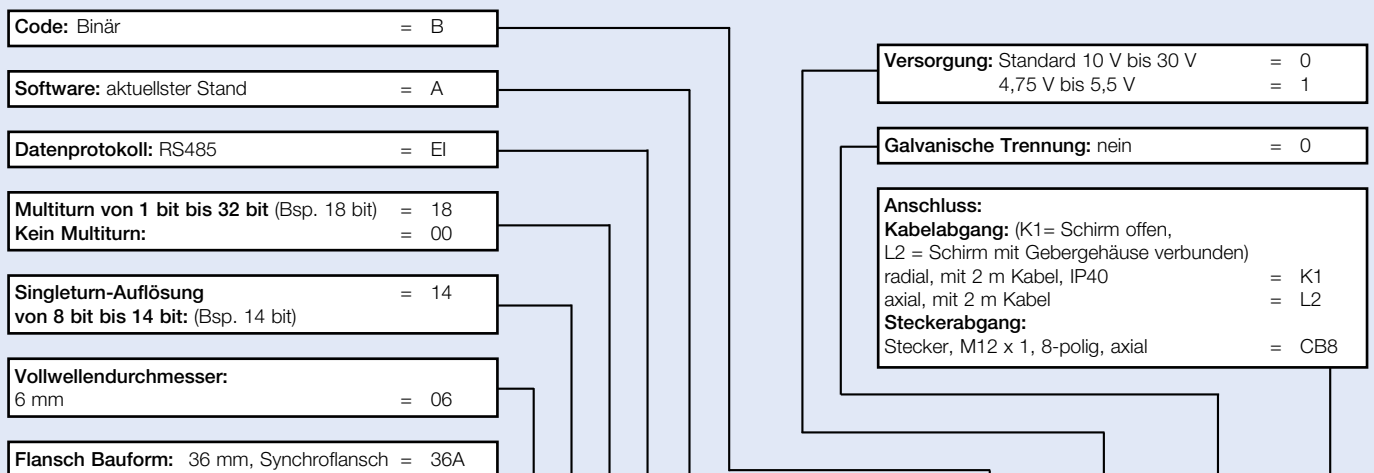 Code: Binär = B
Software: aktuellster Stand = A
Datenprotokoll: RS485 = EI
Multiturn von 1 bit bis 32 bit (Bsp. 18 bit) = 18
Kein Multiturn: = 00
Singleturn-Auflösung = 14
von 8 bit bis 14 bit: (Bsp. 14 bit)
Vollwellendurchmesser:
6 mm = 06
Flansch Bauform: 36 mm, Synchroflansch = 36A
Versorgung: Standard 10 V bis 30 V = 0
4,75 V bis 5,5 V = 1
Galvanische Trennung: nein = 0
Anschluss:
Kabelabgang: (K1= Schirm offen,
L2 = Schirm mit Gebergehäuse verbunden)
radial, mit 2 m Kabel, IP40 = K1
axial, mit 2 m Kabel = L2
Steckerabgang:
Stecker, M12 x 1, 8-polig, axial = CB8